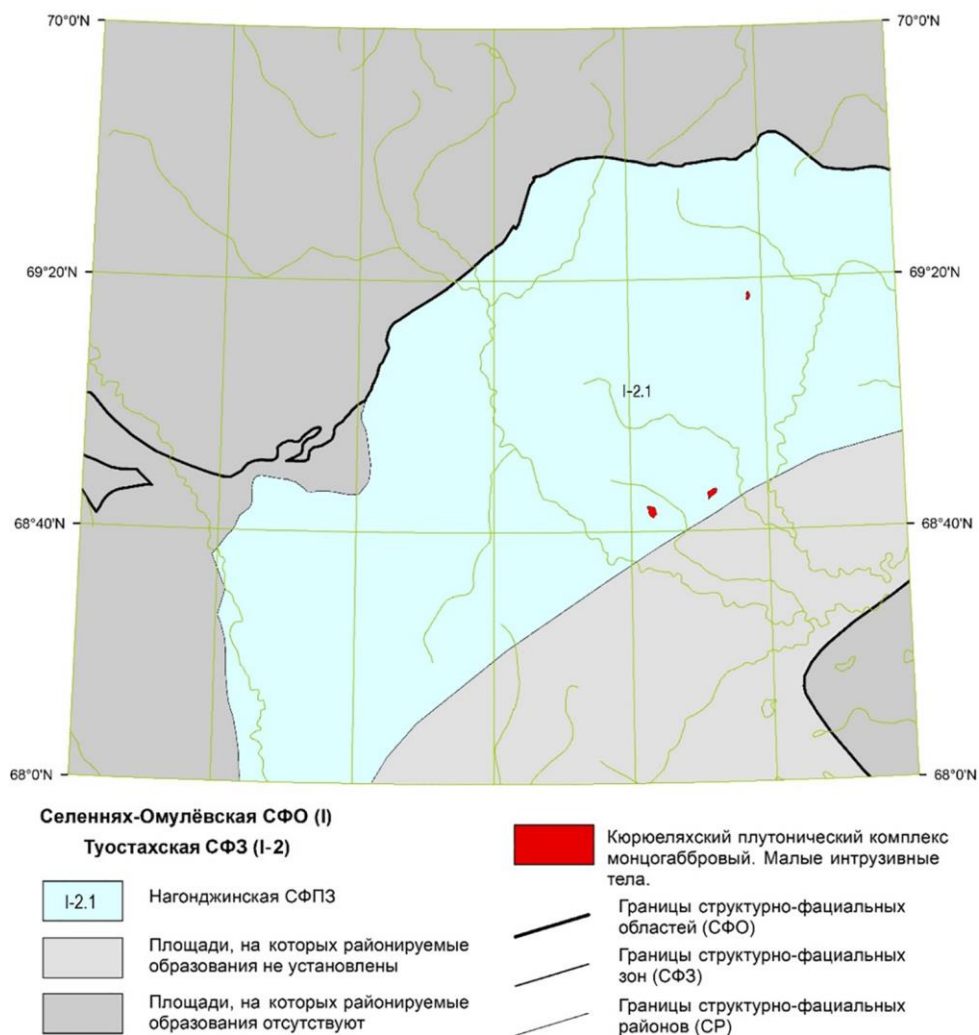 70°0'N
70°0'N
69°20'N
69°20'N
I-2.1
68°40'N
68°40'N
68°0'N
68°0'N
Селеннях-Омулёвская СФО (I)
Туостахская СФЗ (I-2)
I-2.1
Нагонджинская СФПЗ
Площади, на которых районируемые
образования не установлены
Площади, на которых районируемые
образования отсутствуют
Кюрюеляхский плутонический комплекс
монцогаббровый. Малые интрузивные
тела.
Границы структурно-фациальных
областей (СФО)
Границы структурно-фациальных
зон (СФЗ)
Границы структурно-фациальных
районов (СР)